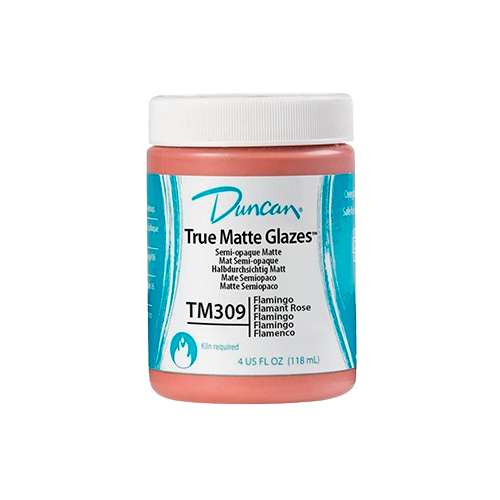 Duncan®
True Matte Glazes™
Semi-opaque Matte
Mat Semi-opaque
Halbdurchsichtig Matt
Mate Semiopaco
Matte Semiopaco
TM309
Flamingo
Flamant Rose
Flamingo
Flamingo
Flamenco
Kiln required
4 US FL OZ (118 mL)